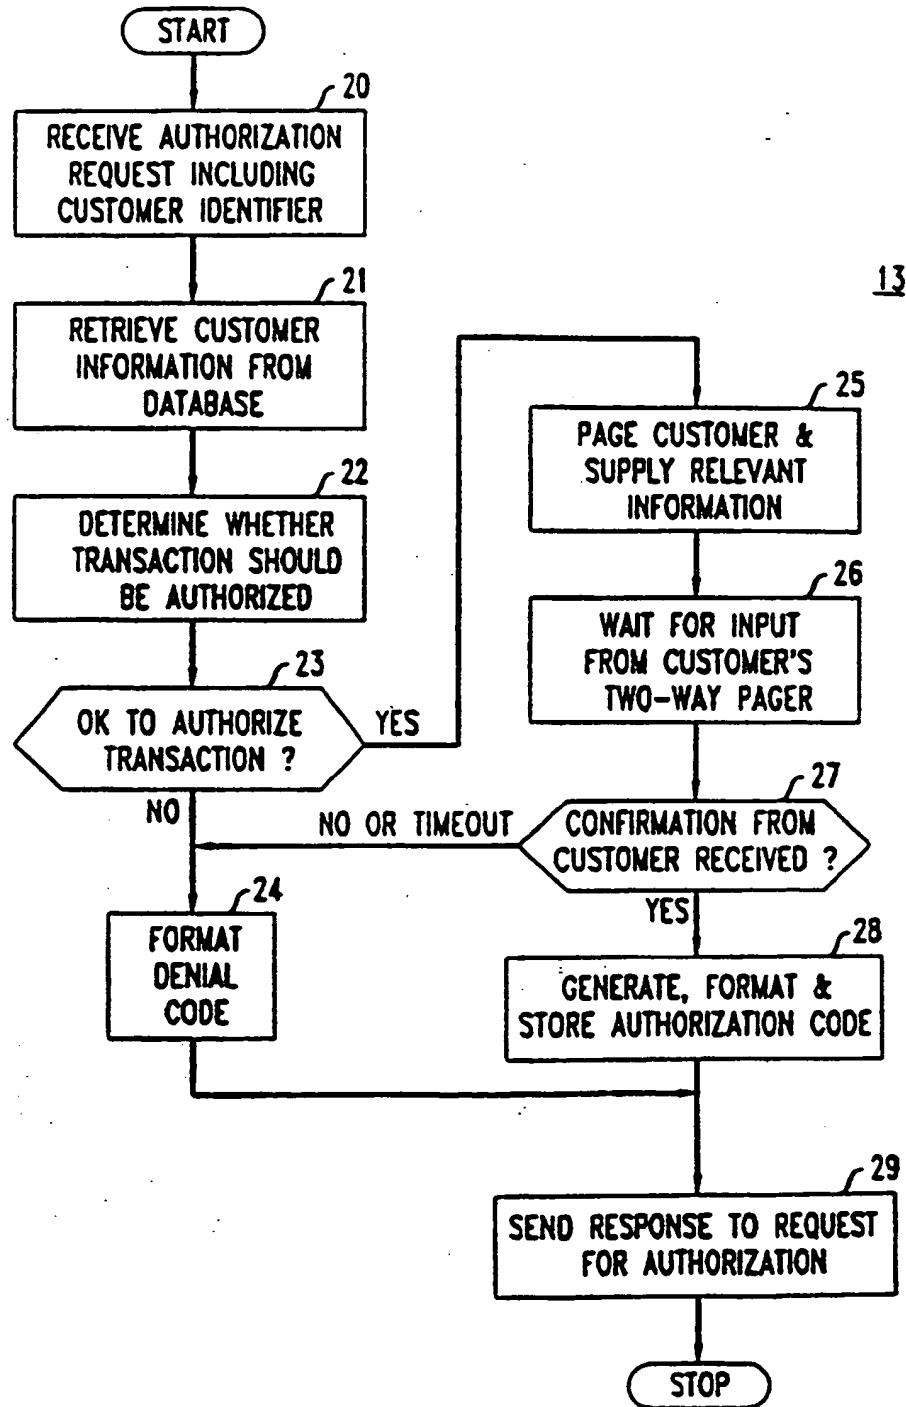 START
20
RECEIVE AUTHORIZATION
REQUEST INCLUDING
CUSTOMER IDENTIFIER
21
RETRIEVE CUSTOMER
INFORMATION FROM
DATABASE
22
DETERMINE WHETHER
TRANSACTION SHOULD
BE AUTHORIZED
23
OK TO AUTHORIZE
TRANSACTION ?
YES
NO
24
FORMAT
DENIAL
CODE
13
25
PAGE CUSTOMER &
SUPPLY RELEVANT
INFORMATION
26
WAIT FOR INPUT
FROM CUSTOMER'S
TWO-WAY PAGER
27
CONFIRMATION FROM
CUSTOMER RECEIVED ?
NO OR TIMEOUT
YES
28
GENERATE, FORMAT &
STORE AUTHORIZATION CODE
29
SEND RESPONSE TO REQUEST
FOR AUTHORIZATION
STOP